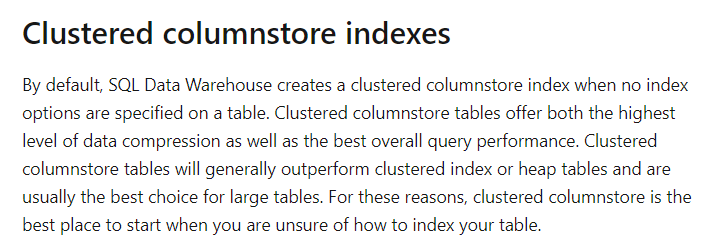 Clustered columnstore indexes
By default, SQL Data Warehouse creates a clustered columnstore index when no index
options are specified on a table. Clustered columnstore tables offer both the highest
level of data compression as well as the best overall query performance. Clustered
columnstore tables will generally outperform clustered index or heap tables and are
usually the best choice for large tables. For these reasons, clustered columnstore is the
best place to start when you are unsure of how to index your table.